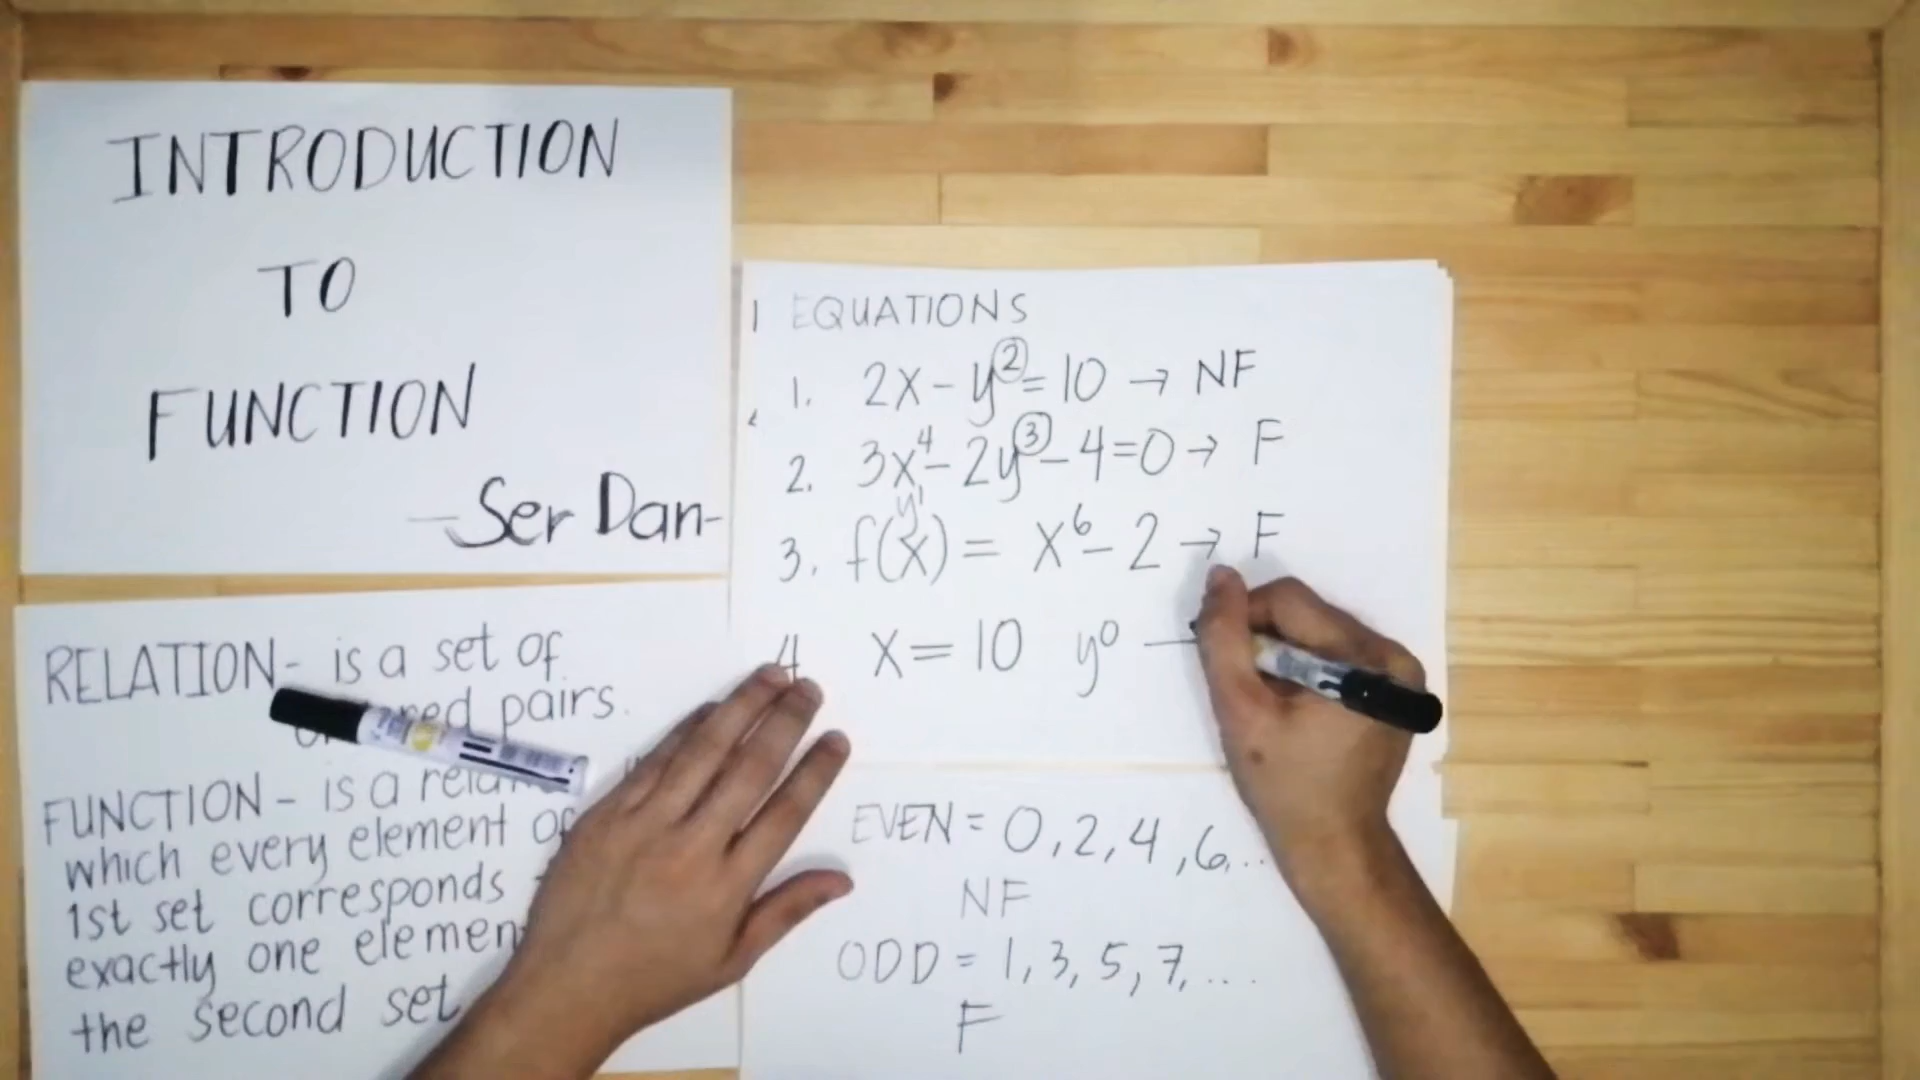 INTRODUCTION
TO
FUNCTION
-Ser Dan-
RELATION- is a set of
pairs.
FUNCTION - is a
which every element of
1st set corresponds
exactly one
the second set
EQUATIONS
1. 2x - y² = 10 → NF
2. 3x⁴ - 2y³ - 4 = 0 → F
y¹
3. f(x) = x⁶ - 2 → F
4 x = 10 y⁰
EVEN = 0, 2, 4, 6, ...
NF
ODD = 1, 3, 5, 7, ...
F